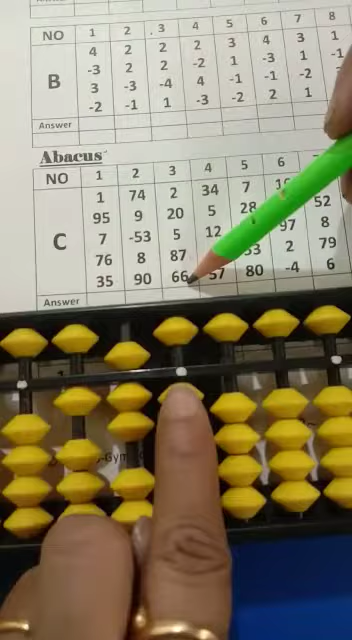 NO 1 2 3 4 5 6 7 8
B
4 2 2 2 3 4 3 1
-3 2 2 -2 1 -3 1 -1
3 -3 -4 4 -1 -1 -2
-2 -1 1 -3 -2 2 1
Answer
Abacus
NO 1 2 3 4 5 6
C
1 74 2 34 7
95 9 20 5 28 52
7 -53 5 12 97 8
76 8 87 2 79
35 90 66 57 80 -4 6
Answer